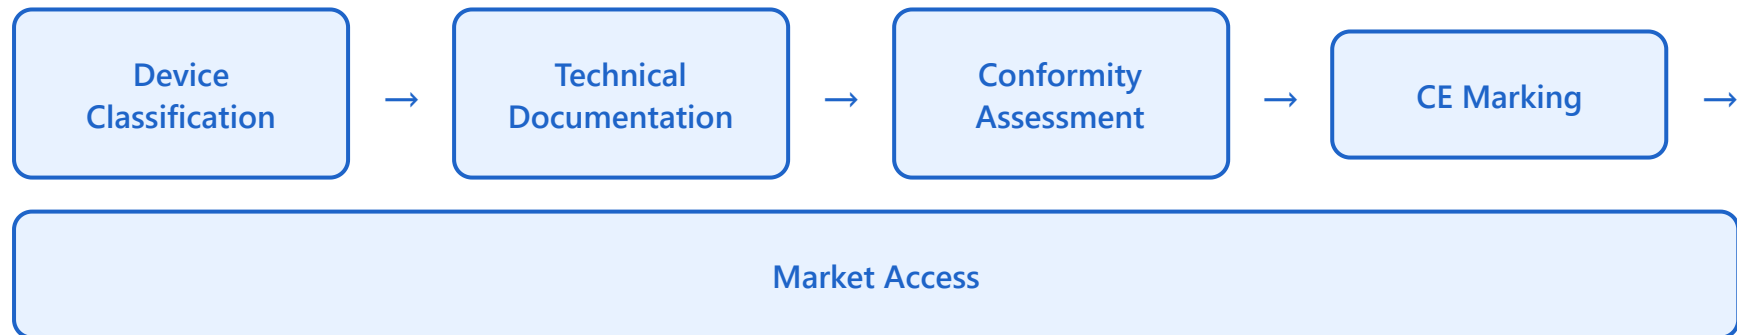 Device
Classification
→
Technical
Documentation
→
Conformity
Assessment
→
CE Marking
→
Market Access